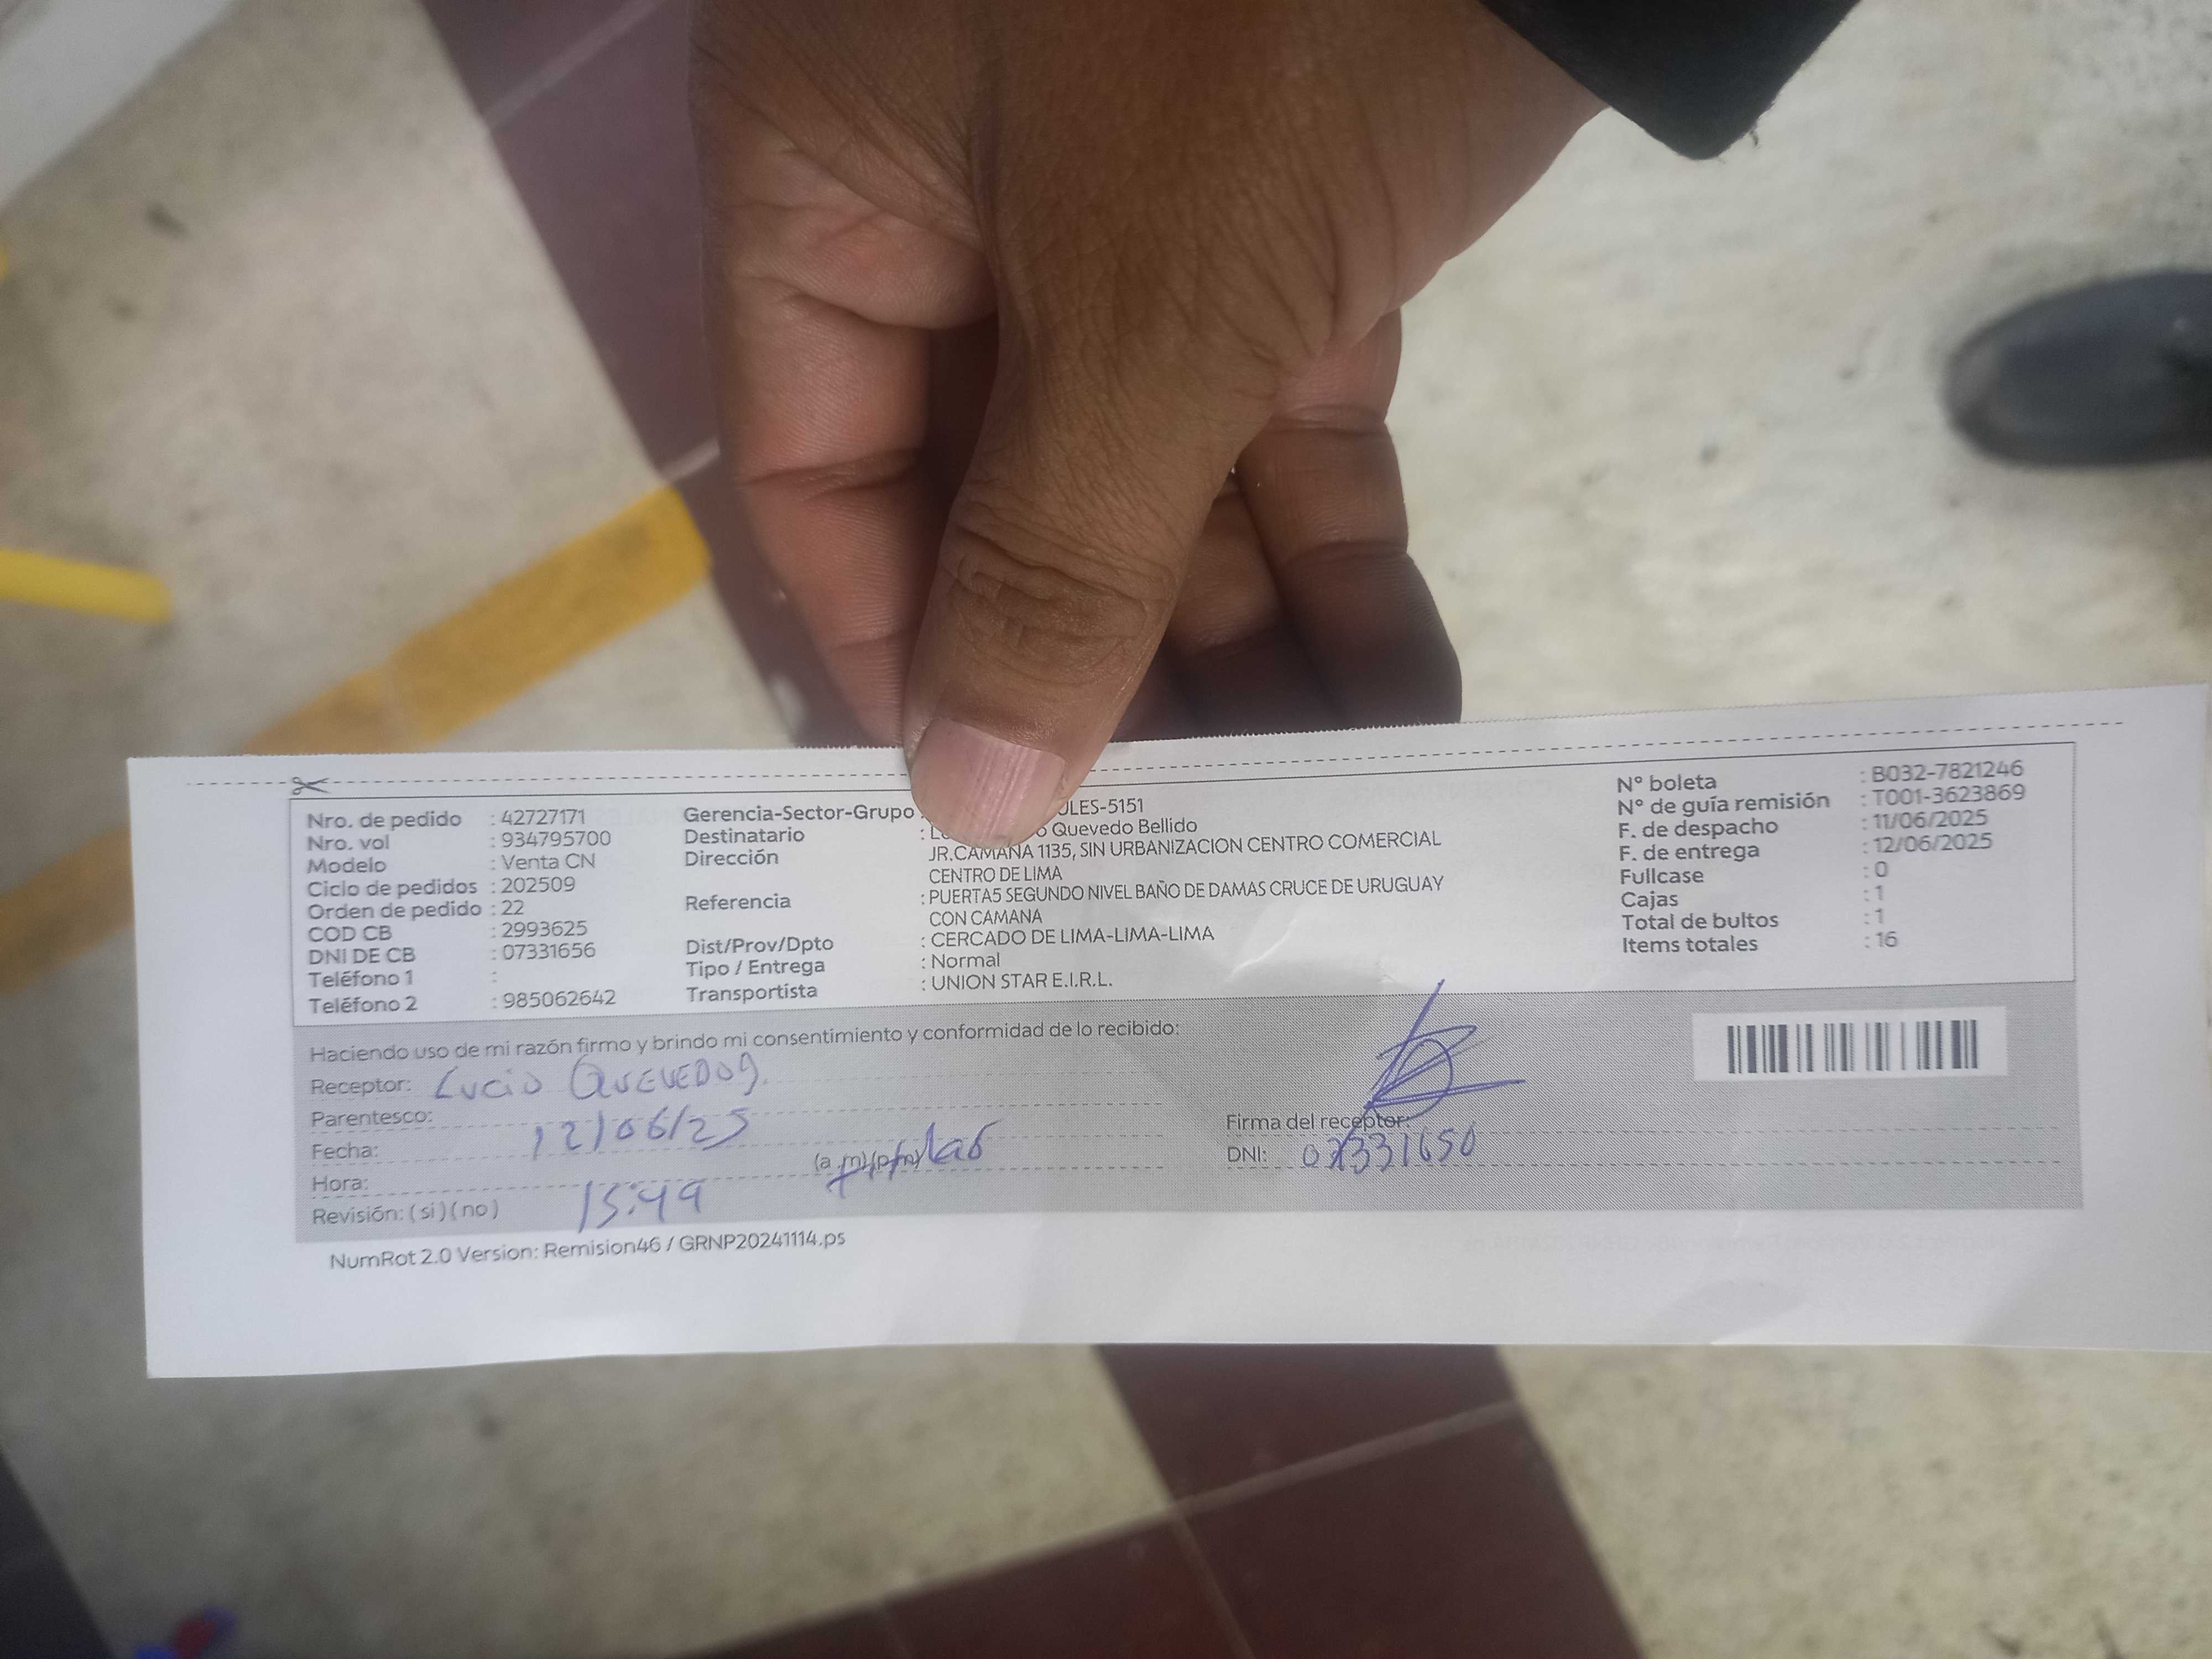 Nro. de pedido : 42727171
Nro. vol : 934795700
Modelo : Venta CN
Ciclo de pedidos : 202509
Orden de pedido : 22
COD CB : 2993625
DNI DE CB : 07331656
Teléfono 1 :
Teléfono 2 : 985062642
Gerencia-Sector-Grupo ULES-5151
Destinatario : Quevedo Bellido
Dirección JR.CAMANA 1135, SIN URBANIZACION CENTRO COMERCIAL
CENTRO DE LIMA
Referencia : PUERTA5 SEGUNDO NIVEL BAÑO DE DAMAS CRUCE DE URUGUAY
CON CAMANA
Dist/Prov/Dpto : CERCADO DE LIMA-LIMA-LIMA
Tipo / Entrega : Normal
Transportista : UNION STAR E.I.R.L.
N° boleta : B032-7821246
N° de guía remisión : T001-3623869
F. de despacho : 11/06/2025
F. de entrega : 12/06/2025
Fullcase : 0
Cajas : 1
Total de bultos : 1
Items totales : 16
Haciendo uso de mi razón firmo y brindo mi consentimiento y conformidad de lo recibido:
Receptor: Lucio QUEVEDO
Parentesco:
Fecha: 12/06/25
Hora: (a.m)(p.m)
Revisión: (si)(no) 15:49
Firma del receptor:
DNI: 07331650
NumRot 2.0 Version: Remision46 / GRNP20241114.ps